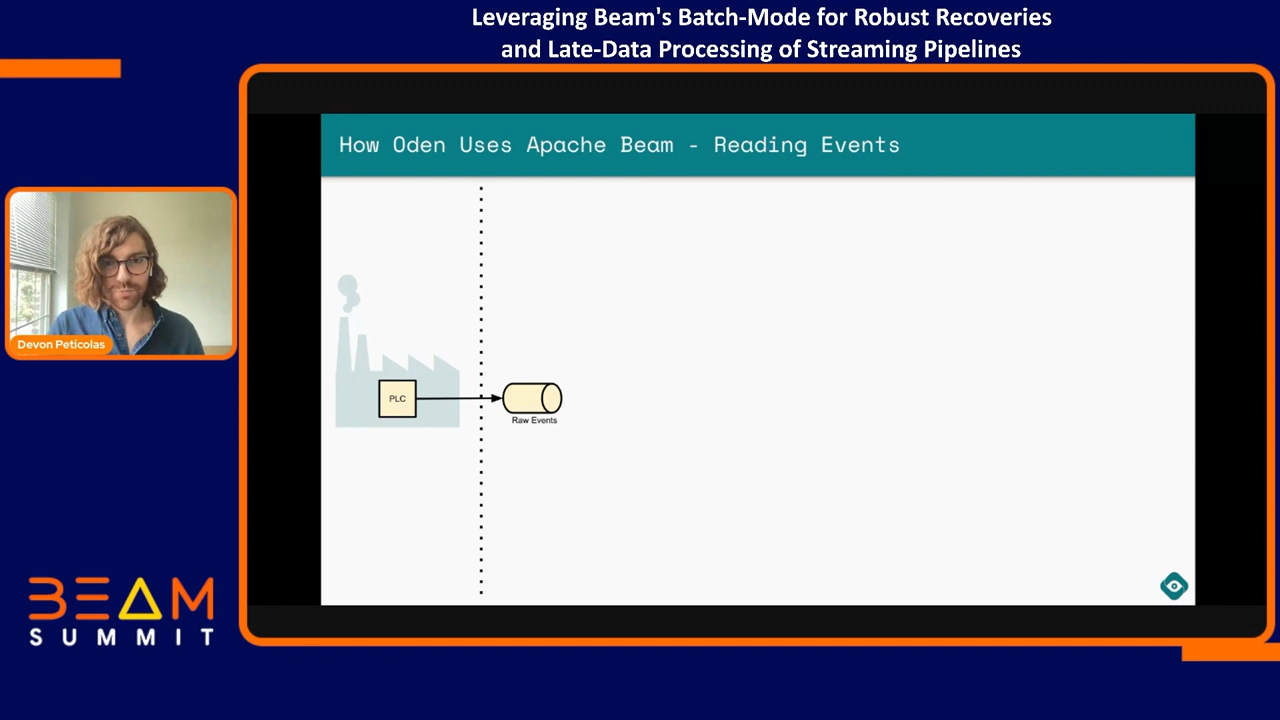 Leveraging Beam's Batch-Mode for Robust Recoveries
and Late-Data Processing of Streaming Pipelines
How Oden Uses Apache Beam - Reading Events
PLC
Raw Events
Devon Peticolas
BEAM
SUMMIT